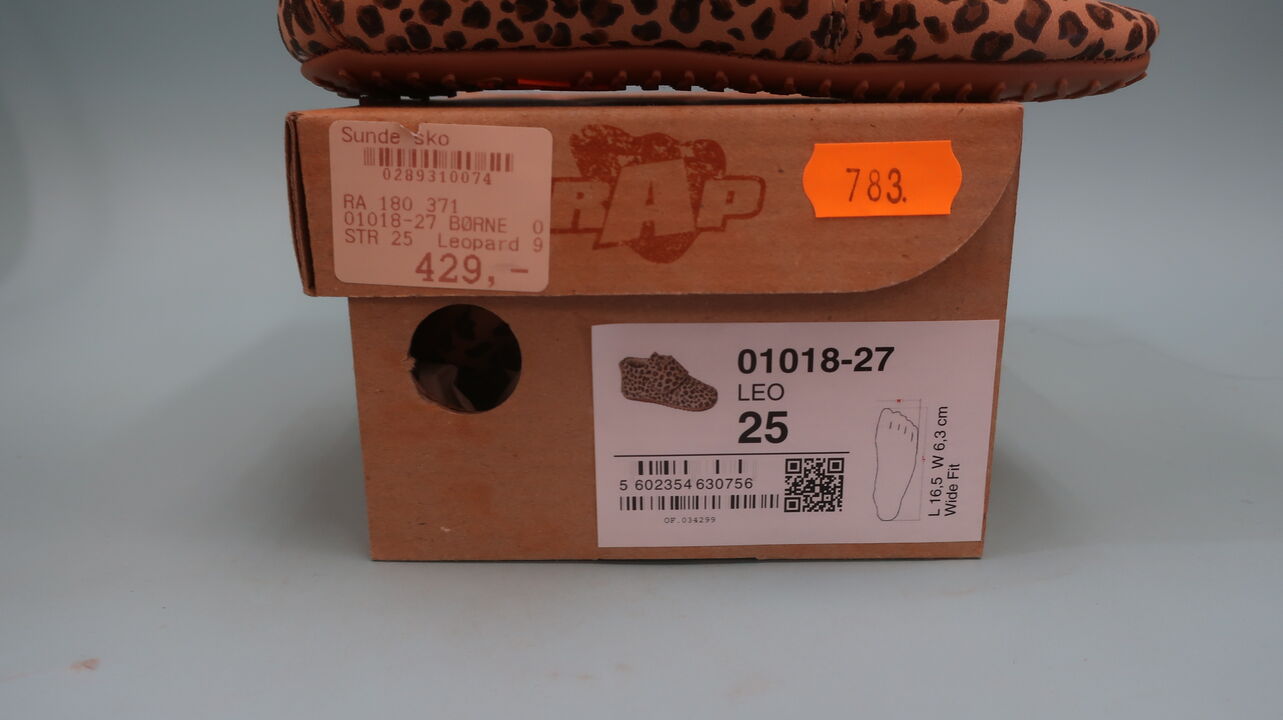 Sunde sko
0289310074
RA 180 371
01018-27 BØRNE 0
STR 25 Leopard 9
429,-
RAP
783.
01018-27
LEO
25
5 602354 630756
OF.034299
L 16,5 W 6,3 cm
Wide Fit